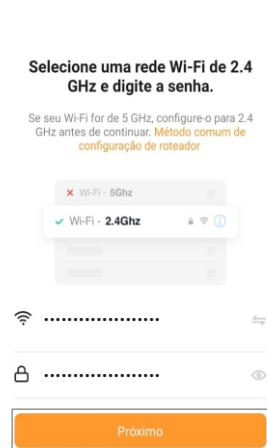 Selecione uma rede Wi-Fi de 2.4
GHz e digite a senha.
Se seu Wi-Fi for de 5 GHz, configure-o para 2.4
GHz antes de continuar. Método comum de
configuração de roteador
Wi-Fi - 5Ghz
Wi-Fi - 2.4Ghz
••••••••••••••••••••
••••••••••••••••••••
Próximo